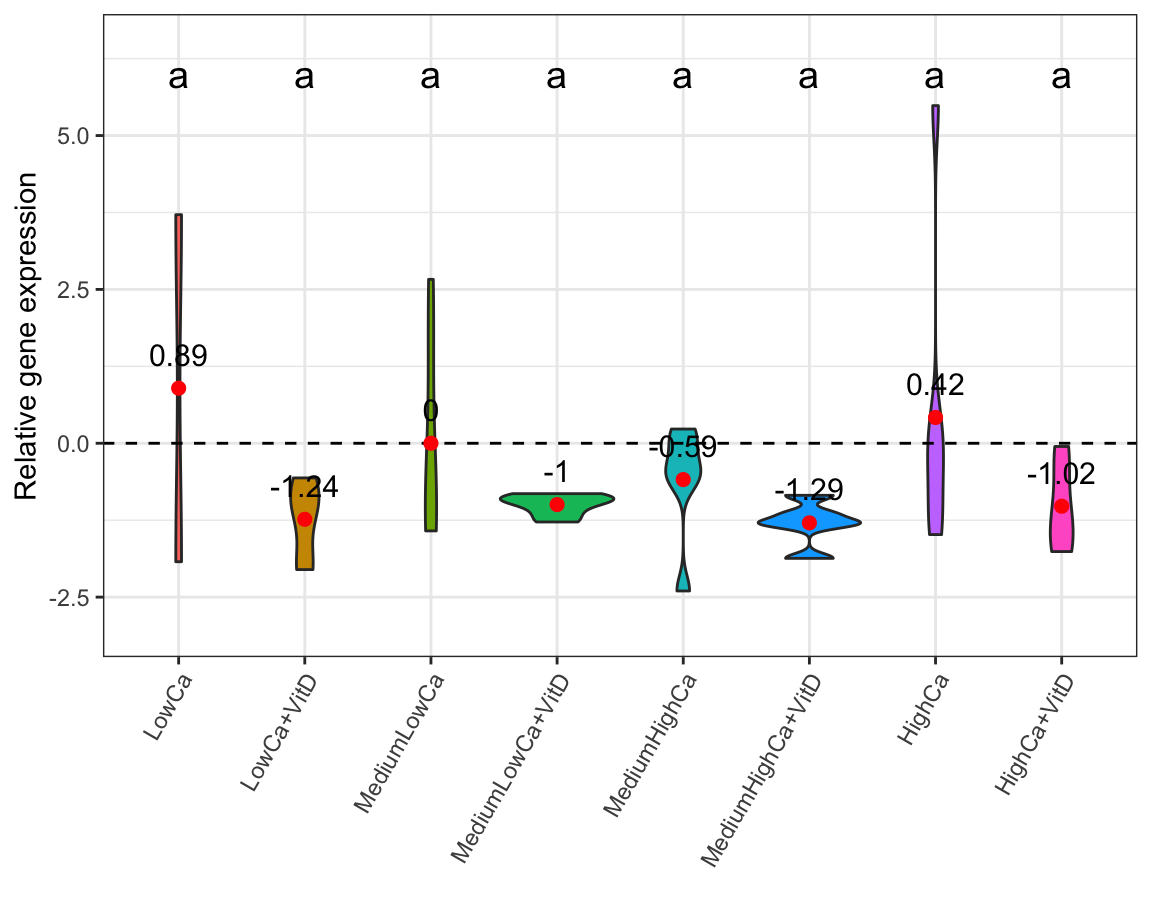 a a a a a a a a
5.0
2.5
0.0
-2.5
Relative gene expression
0.89
-1.24
0
-1
-0.59
-1.29
0.42
-1.02
LowCa
LowCa+VitD
MediumLowCa
MediumLowCa+VitD
MediumHighCa
MediumHighCa+VitD
HighCa
HighCa+VitD